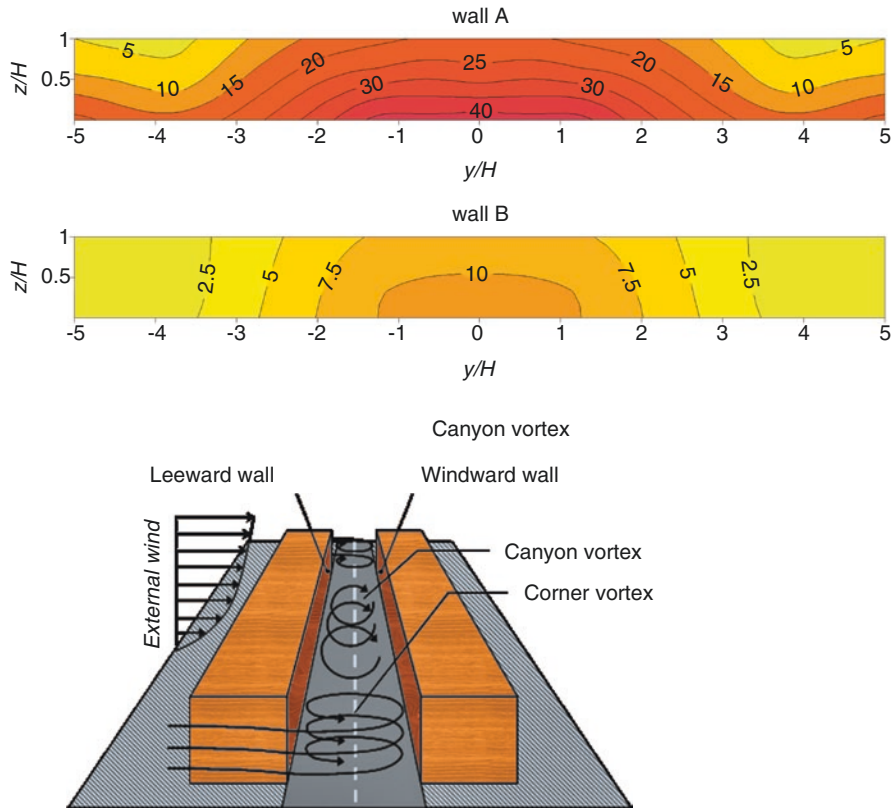 wall A
1
0.5
z/H
5
10
15
20
25
30
40
30
20
15
10
5
-5 -4 -3 -2 -1 0 1 2 3 4 5
y/H
wall B
1
0.5
z/H
2.5
5
7.5
10
7.5
5
2.5
-5 -4 -3 -2 -1 0 1 2 3 4 5
y/H
Canyon vortex
Leeward wall
Windward wall
External wind
Canyon vortex
Corner vortex